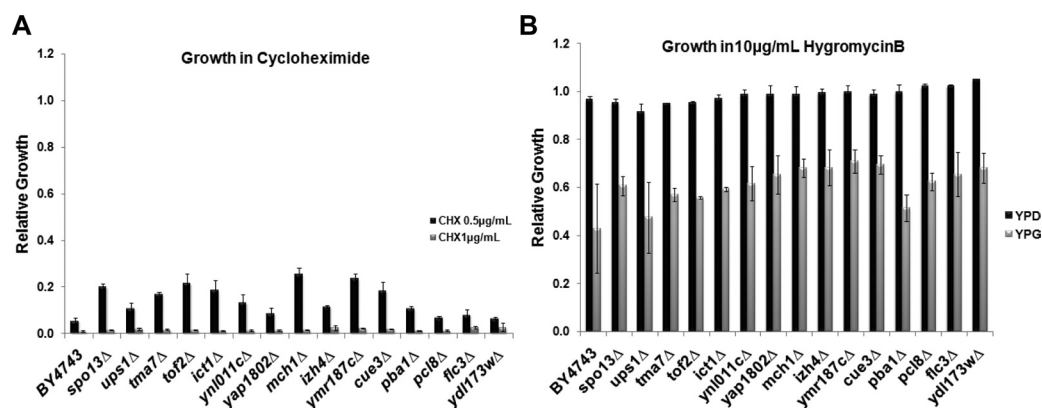 A
Growth in Cycloheximide
Relative Growth
1.2
1.0
0.8
0.6
0.4
0.2
0.0
CHX 0.5µg/mL
CHX1µg/mL
BY4743
spo13Δ
ups1Δ
tma7Δ
tof2Δ
ict1Δ
ynl011cΔ
yap1802Δ
mch1Δ
izh4Δ
ymr187cΔ
cue3Δ
pba1Δ
pcl8Δ
flc3Δ
ydl173wΔ
B
Growth in10µg/mL HygromycinB
Relative Growth
1.2
1.0
0.8
0.6
0.4
0.2
0.0
YPD
YPG
BY4743
spo13Δ
ups1Δ
tma7Δ
tof2Δ
ict1Δ
ynl011cΔ
yap1802Δ
mch1Δ
izh4Δ
ymr187cΔ
cue3Δ
pba1Δ
pcl8Δ
flc3Δ
ydl173wΔ